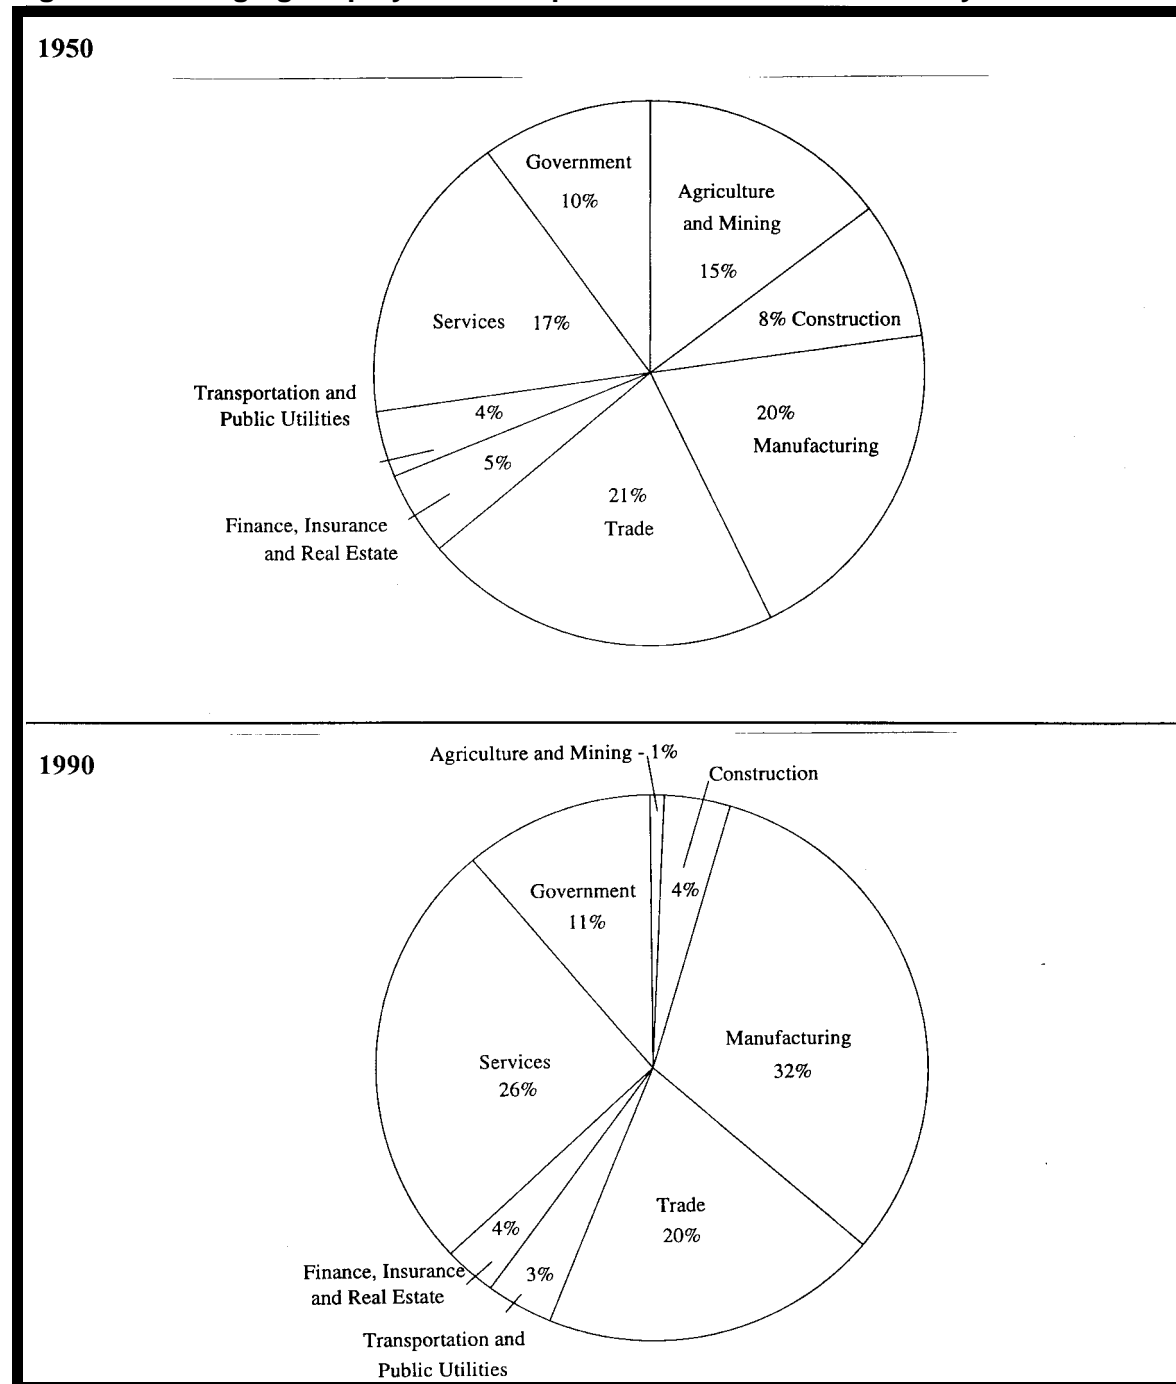 1950
Government
10%
Agriculture
and Mining
15%
8% Construction
Services 17%
Transportation and
Public Utilities
4%
20%
Manufacturing
5%
21%
Trade
Finance, Insurance
and Real Estate
1990
Agriculture and Mining - 1%
Construction
Government
11%
4%
Manufacturing
32%
Services
26%
Trade
20%
4%
Finance, Insurance
and Real Estate
3%
Transportation and
Public Utilities